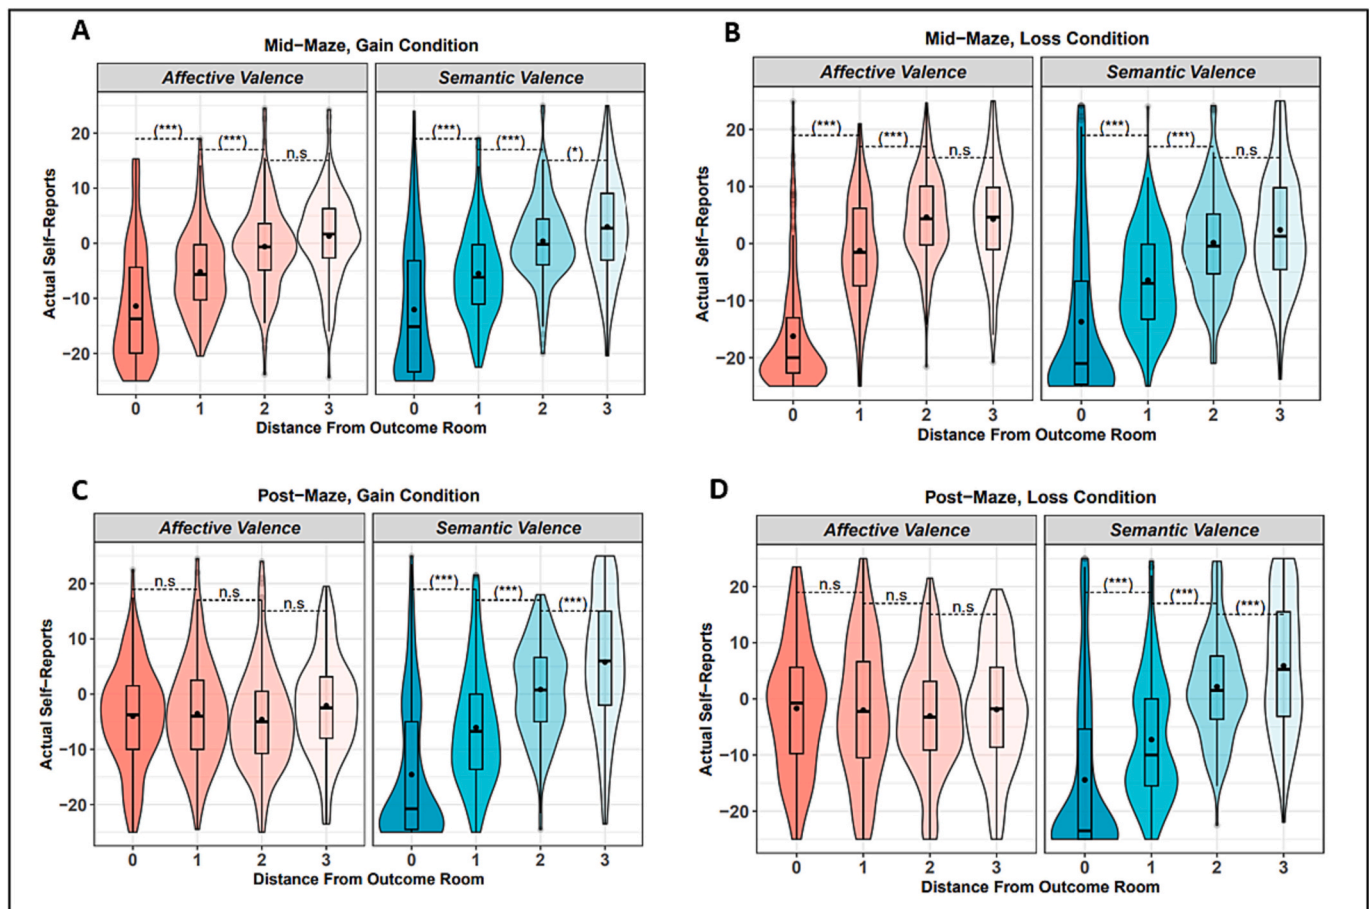 A
Mid−Maze, Gain Condition
Affective Valence
Semantic Valence
Actual Self−Reports
20
10
0
−10
−20
(***)
(***)
n.s
(***)
(***)
(*)
0
1
2
3
0
1
2
3
Distance From Outcome Room
B
Mid−Maze, Loss Condition
Affective Valence
Semantic Valence
Actual Self−Reports
20
10
0
−10
−20
(***)
(***)
n.s
(***)
(***)
n.s
0
1
2
3
0
1
2
3
Distance From Outcome Room
C
Post−Maze, Gain Condition
Affective Valence
Semantic Valence
Actual Self−Reports
20
10
0
−10
−20
n.s
n.s
n.s
(***)
(***)
(***)
0
1
2
3
0
1
2
3
Distance From Outcome Room
D
Post−Maze, Loss Condition
Affective Valence
Semantic Valence
Actual Self−Reports
20
10
0
−10
−20
n.s
n.s
n.s
(***)
(***)
(***)
0
1
2
3
0
1
2
3
Distance From Outcome Room